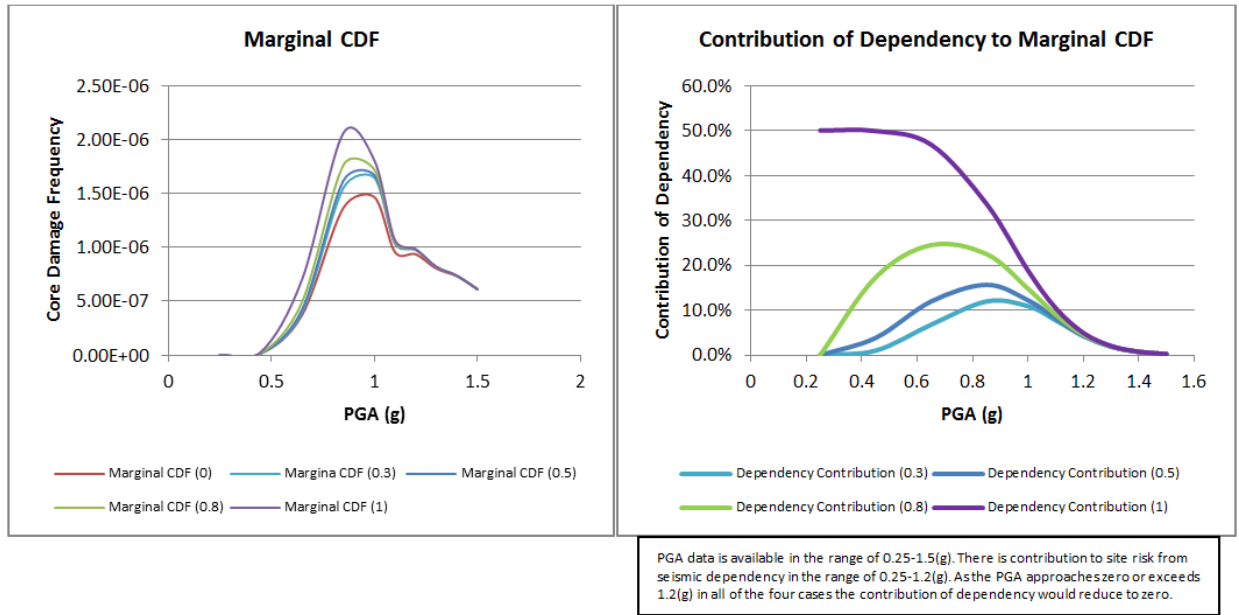 Marginal CDF
2.50E-06
2.00E-06
1.50E-06
1.00E-06
5.00E-07
0.00E+00
Core Damage Frequency
0
0.5
1
1.5
2
PGA (g)
Marginal CDF (0)
Margina CDF (0.3)
Marginal CDF (0.5)
Marginal CDF (0.8)
Marginal CDF (1)
Contribution of Dependency to Marginal CDF
60.0%
50.0%
40.0%
30.0%
20.0%
10.0%
0.0%
Contribution of Dependency
0
0.2
0.4
0.6
0.8
1
1.2
1.4
1.6
PGA (g)
Dependency Contribution (0.3)
Dependency Contribution (0.5)
Dependency Contribution (0.8)
Dependency Contribution (1)
PGA data is available in the range of 0.25-1.5(g). There is contribution to site risk from
seismic dependency in the range of 0.25-1.2(g). As the PGA approaches zero or exceeds
1.2(g) in all of the four cases the contribution of dependency would reduce to zero.